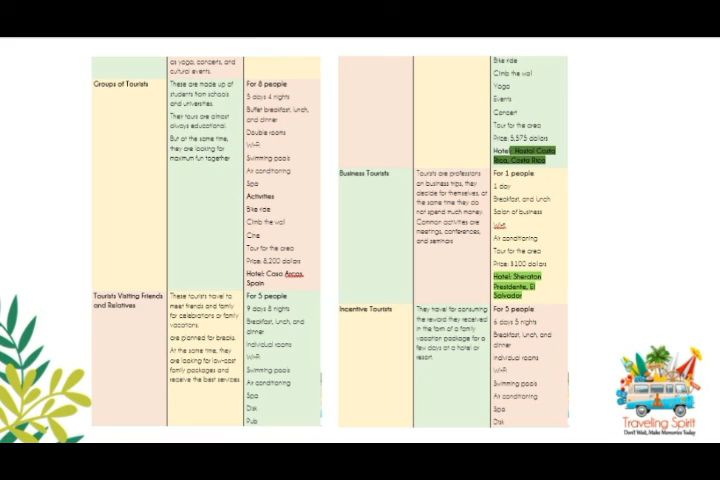 as yoga, concerts, and
cultural events.
Groups of Tourists
These are made up of
students from schools
and universities.
Their tours are almost
always educational.
But at the same time,
they are looking for
maximum fun together
For 8 people
5 days 4 nights
Buffet breakfast, lunch,
and dinner
Double rooms
Wi-Fi
Swimming pools
Air conditioning
Spa
Activities
Bike ride
Climb the wall
Cine
Tour for the area
Price: 8,200 dollars
Hotel: Casa Arcos,
Spain
Tourists Visiting Friends
and Relatives
These tourists travel to
meet friends and family
for celebrations or family
vacations.
are planned for breaks.
At the same time, they
are looking for low-cost
family packages and
receive the best services
For 5 people
9 days 8 nights
Breakfast, lunch, and
dinner
Individual rooms
Wi-Fi
Swimming pools
Air conditioning
Spa
Disk
Pub
Bike ride
Climb the wall
Yoga
Events
Concert
Tour for the area
Price: 5,575 dollars
Hotel: Hostal Costa
Rica, Costa Rica
Business Tourists
Tourists are professions
on business trips, they
decide for themselves, at
the same time they do
not spend much money.
Common activities are
meetings, conferences,
and seminars
For 1 people
1 day
Breakfast, and lunch
Salon of business
Wifi
Air conditioning
Tour for the area
Price: $100 dollars
Hotel: Sheraton
Presidente, El
Salvador
Incentive Tourists
They travel for consuming
the reward they received
in the form of a family
vacation package for a
few days at a hotel or
resort.
For 5 people
6 days 5 nights
Breakfast, lunch, and
dinner
Individual rooms
Wi-Fi
Swimming pools
Air conditioning
Spa
Disk
Traveling Spirit
Don't Wait, Make Memories Today